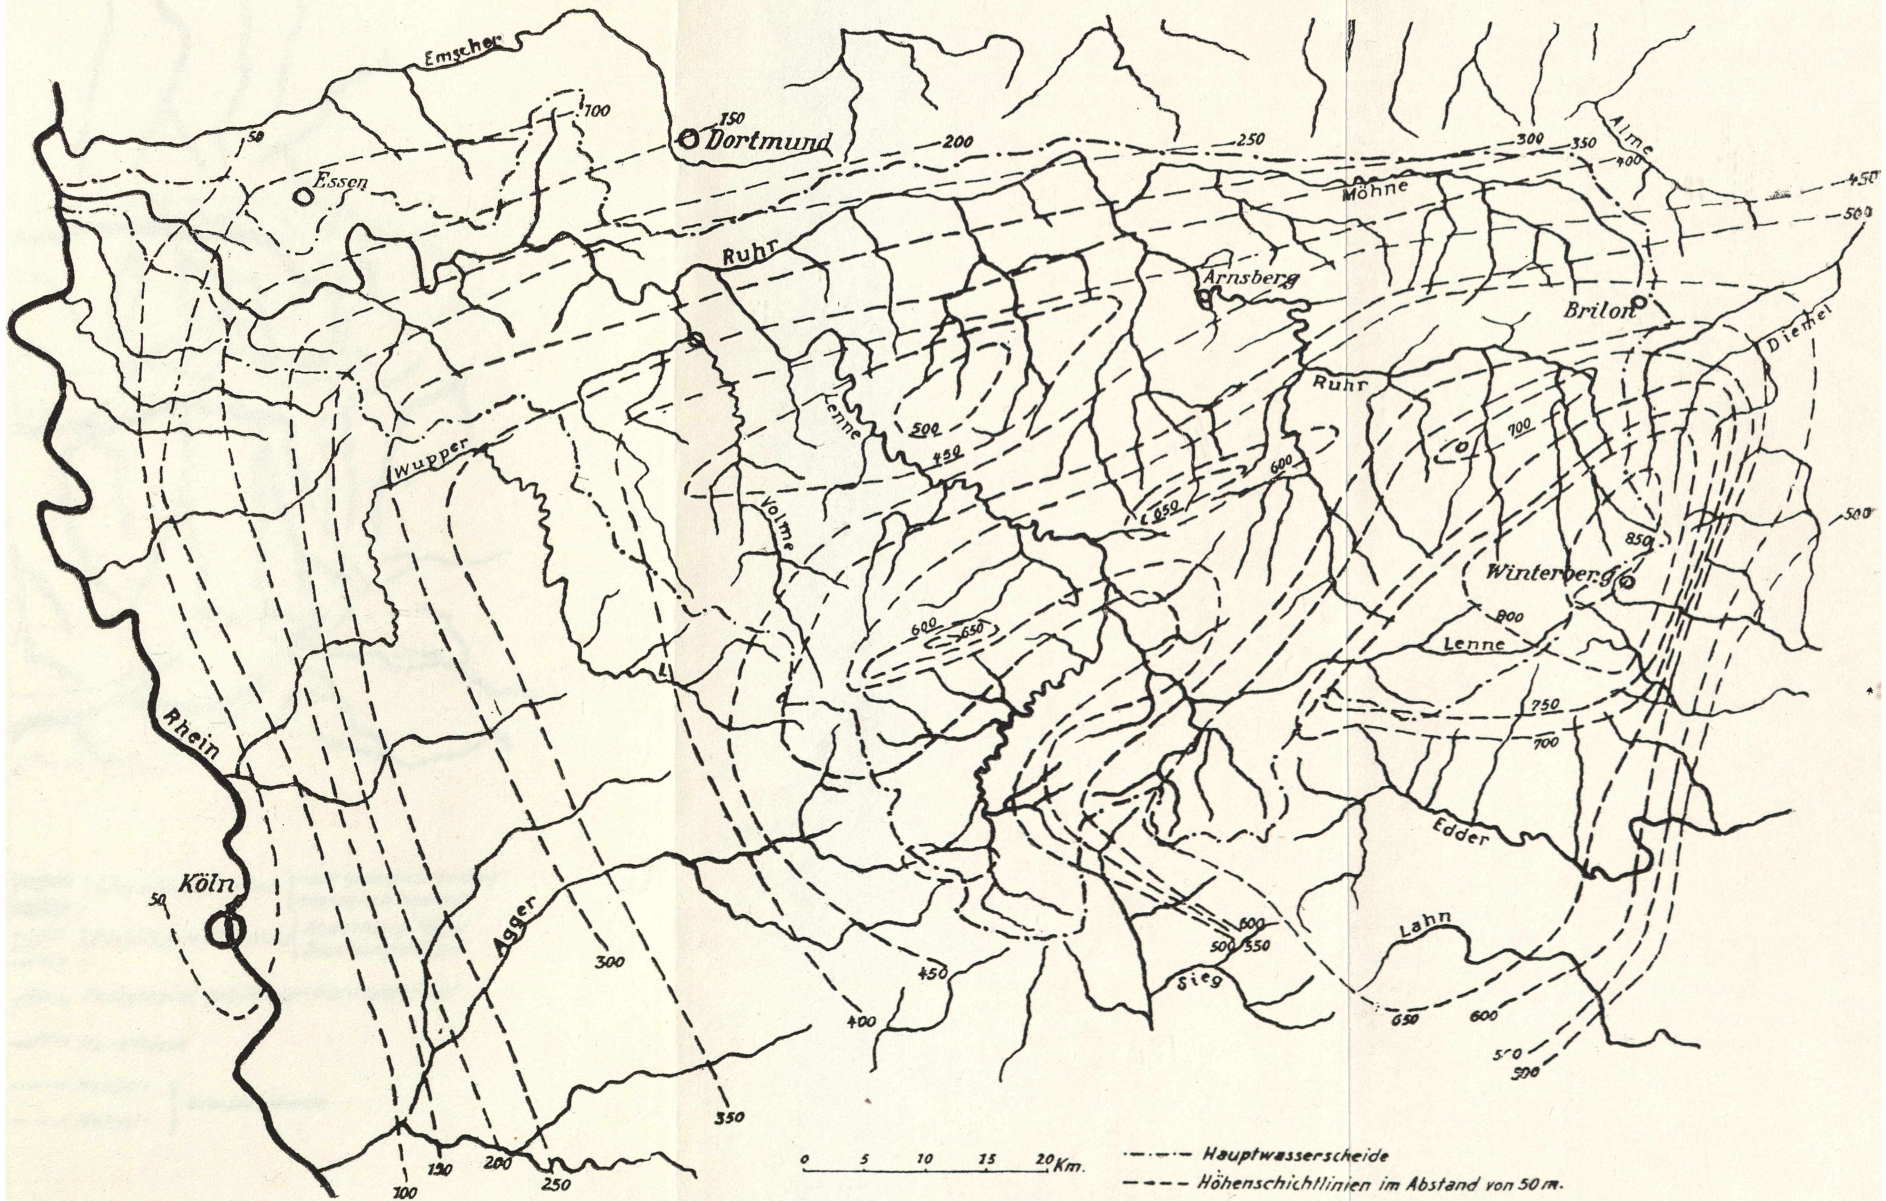 Emscher
700
50
150
Dortmund
200
250
300
350
400
Alme
450
500
Essen
Möhne
Ruhr
Arnsberg
Brilon
Diemel
Ruhr
Lenne
500
450
700
600
650
Wupper
Volme
500
850
Winterberg
600
650
800
Lenne
750
700
Rhein
Edder
Köln
50
Agger
Lahn
600
500 550
300
450
Sieg
400
650
600
500
350
150
200
250
100
0 5 10 15 20 Km.
Hauptwasserscheide
Höhenschichtlinien im Abstand von 50 m.